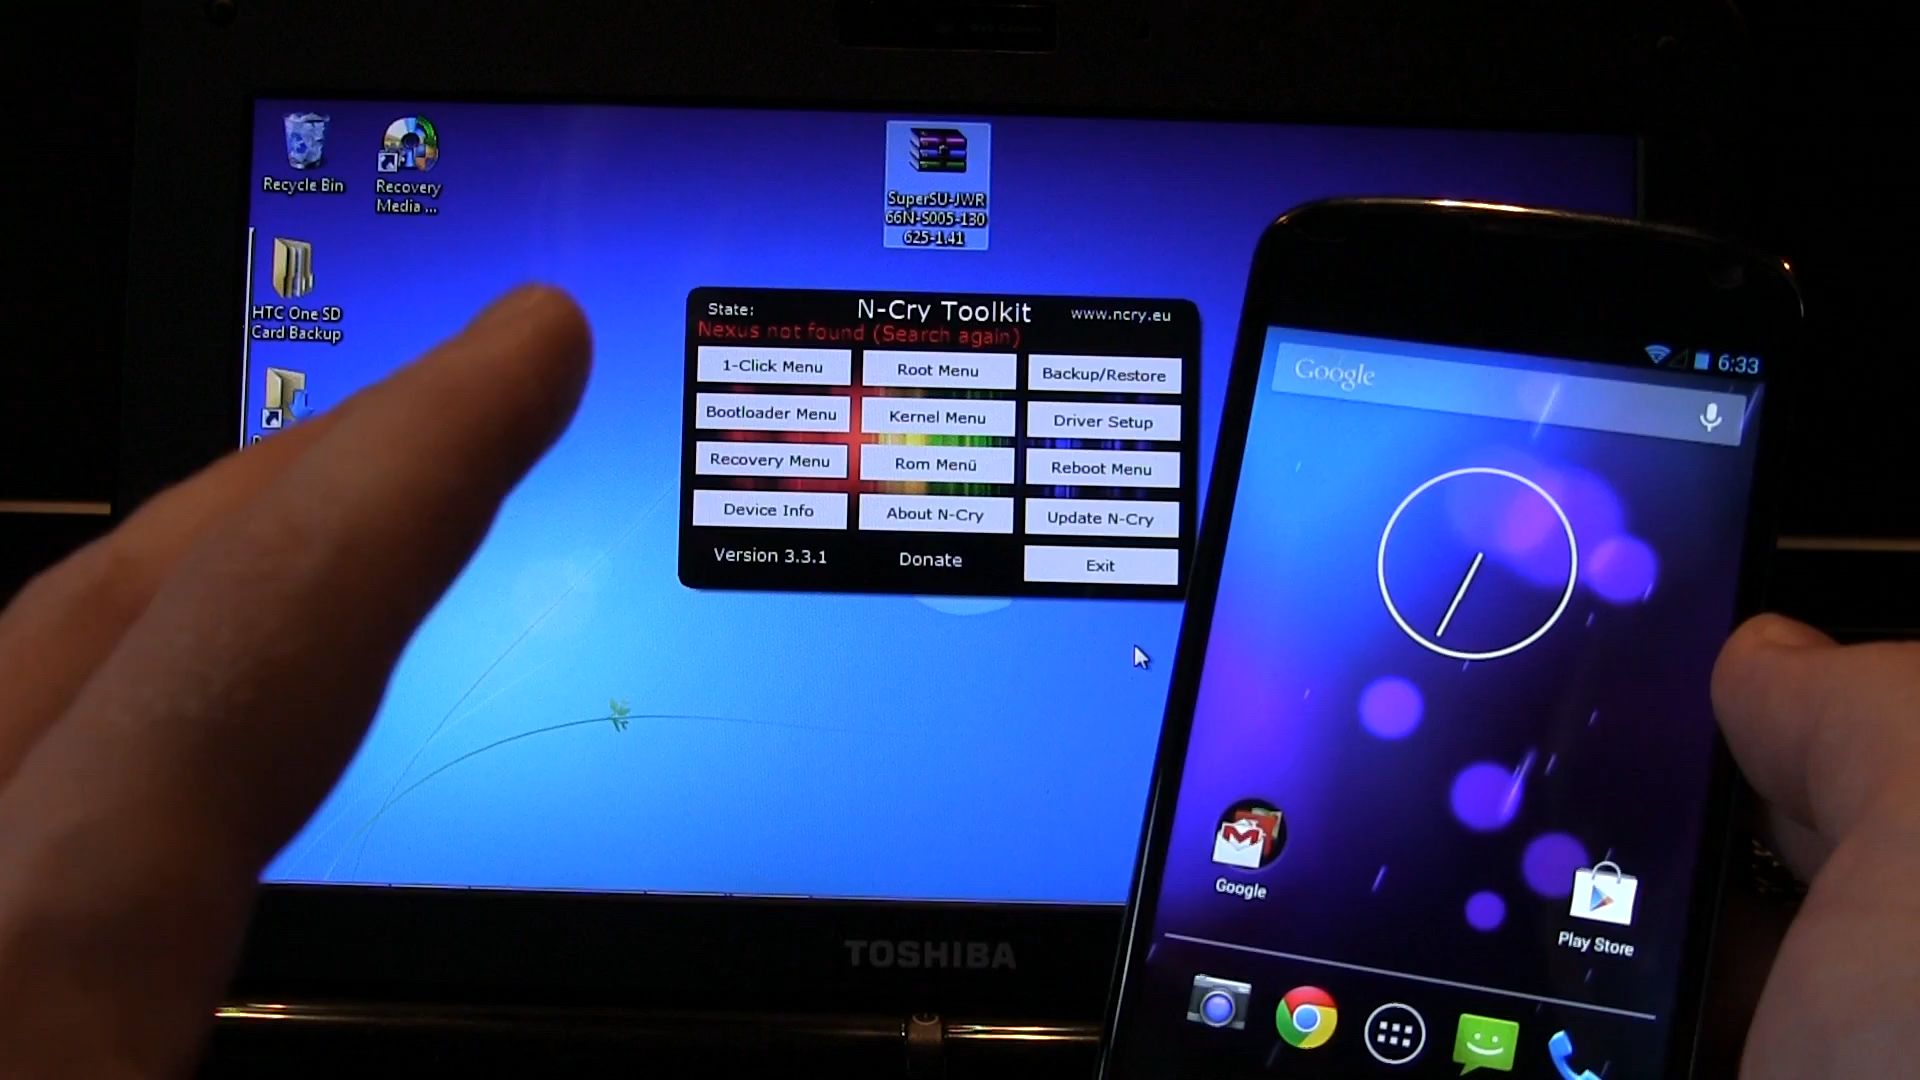 Recycle Bin
Recovery
Media ...
SuperSU-JWR
66N-S005-130
625-1.41
HTC One SD
Card Backup
State:
N-Cry Toolkit
www.ncry.eu
Nexus not found (Search again)
1-Click Menu
Root Menu
Backup/Restore
Bootloader Menu
Kernel Menu
Driver Setup
Recovery Menu
Rom Menü
Reboot Menu
Device Info
About N-Cry
Update N-Cry
Version 3.3.1
Donate
Exit
TOSHIBA
6:33
Google
Google
Play Store